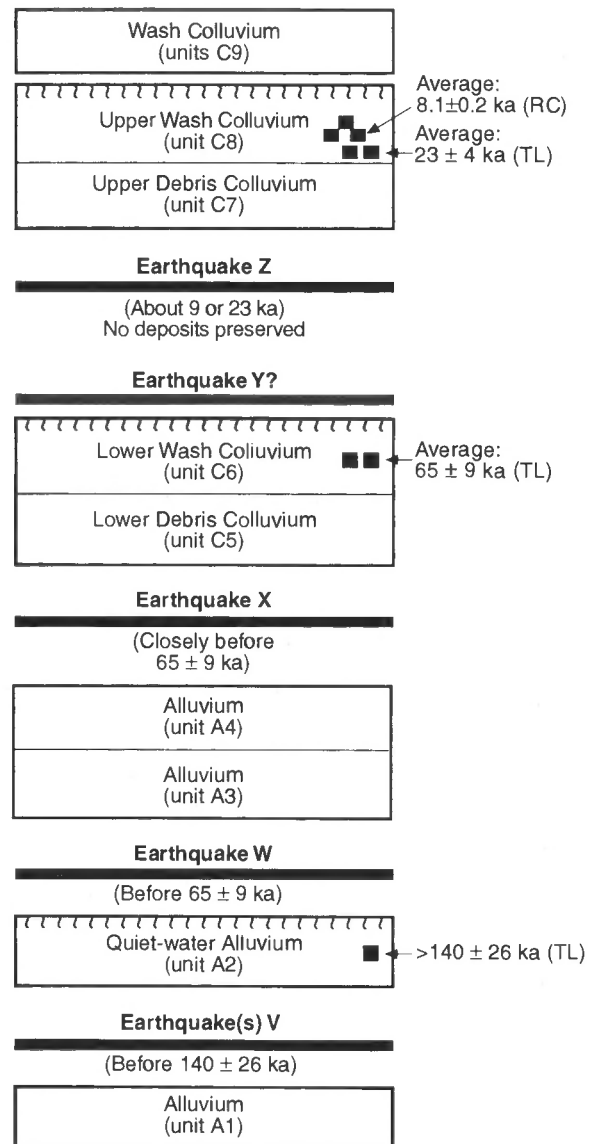 Wash Colluvium
(units C9)
Upper Wash Colluvium
(unit C8)
Average:
8.1±0.2 ka (RC)
Average:
23 ± 4 ka (TL)
Upper Debris Colluvium
(unit C7)
Earthquake Z
(About 9 or 23 ka)
No deposits preserved
Earthquake Y?
Lower Wash Colluvium
(unit C6)
Average:
65 ± 9 ka (TL)
Lower Debris Colluvium
(unit C5)
Earthquake X
(Closely before
65 ± 9 ka)
Alluvium
(unit A4)
Alluvium
(unit A3)
Earthquake W
(Before 65 ± 9 ka)
Quiet-water Alluvium
(unit A2)
>140 ± 26 ka (TL)
Earthquake(s) V
(Before 140 ± 26 ka)
Alluvium
(unit A1)